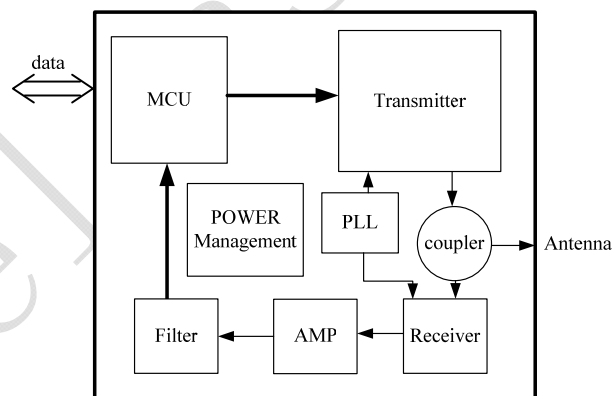 data
MCU
Transmitter
POWER
Management
PLL
coupler
Antenna
Filter
AMP
Receiver